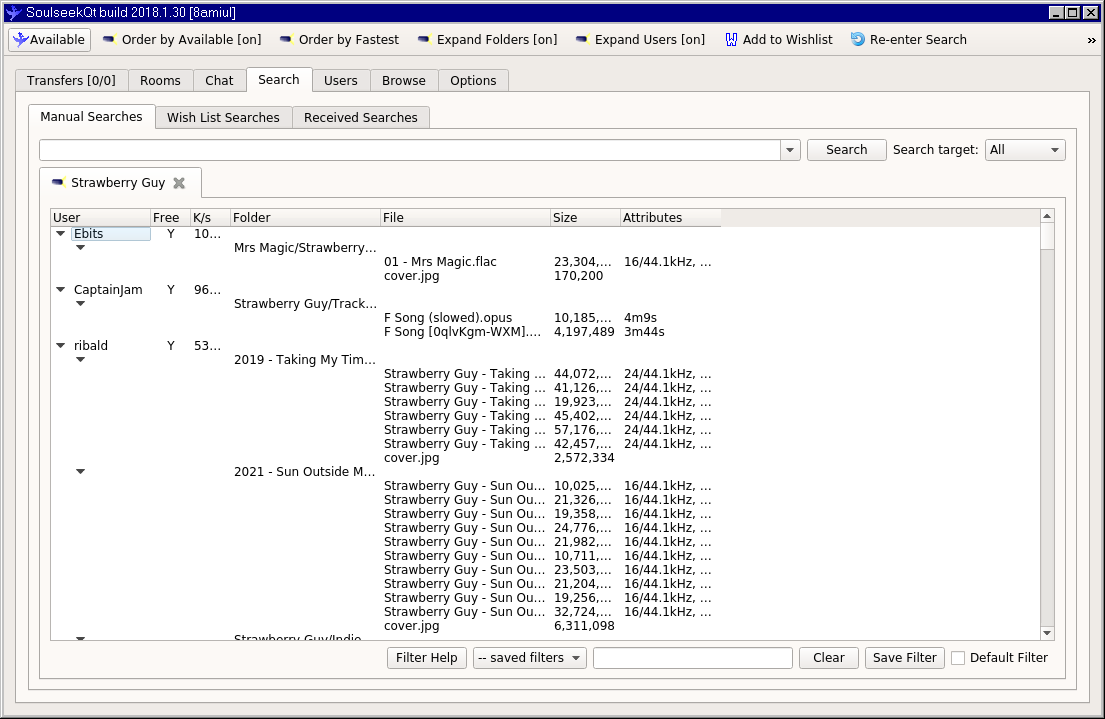 SoulseekQt build 2018.1.30 [8amiul]
Available Order by Available [on] Order by Fastest Expand Folders [on] Expand Users [on] Add to Wishlist Re-enter Search »
Transfers [0/0] Rooms Chat Search Users Browse Options
Manual Searches Wish List Searches Received Searches
Search Search target: All
Strawberry Guy
User Free K/s Folder File Size Attributes
Ebits Y 10...
Mrs Magic/Strawberry...
01 - Mrs Magic.flac 23,304,... 16/44.1kHz, ...
cover.jpg 170,200
CaptainJam Y 96...
Strawberry Guy/Track...
F Song (slowed).opus 10,185,... 4m9s
F Song [0qlvKgm-WXM].... 4,197,489 3m44s
ribald Y 53...
2019 - Taking My Tim...
Strawberry Guy - Taking ... 44,072,... 24/44.1kHz, ...
Strawberry Guy - Taking ... 41,126,... 24/44.1kHz, ...
Strawberry Guy - Taking ... 19,923,... 24/44.1kHz, ...
Strawberry Guy - Taking ... 45,402,... 24/44.1kHz, ...
Strawberry Guy - Taking ... 57,176,... 24/44.1kHz, ...
Strawberry Guy - Taking ... 42,457,... 24/44.1kHz, ...
cover.jpg 2,572,334
2021 - Sun Outside M...
Strawberry Guy - Sun Ou... 10,025,... 16/44.1kHz, ...
Strawberry Guy - Sun Ou... 21,326,... 16/44.1kHz, ...
Strawberry Guy - Sun Ou... 19,358,... 16/44.1kHz, ...
Strawberry Guy - Sun Ou... 24,776,... 16/44.1kHz, ...
Strawberry Guy - Sun Ou... 21,982,... 16/44.1kHz, ...
Strawberry Guy - Sun Ou... 10,711,... 16/44.1kHz, ...
Strawberry Guy - Sun Ou... 23,503,... 16/44.1kHz, ...
Strawberry Guy - Sun Ou... 21,204,... 16/44.1kHz, ...
Strawberry Guy - Sun Ou... 19,256,... 16/44.1kHz, ...
Strawberry Guy - Sun Ou... 32,724,... 16/44.1kHz, ...
cover.jpg 6,311,098
Strawberry Guy/Indie
Filter Help -- saved filters Clear Save Filter Default Filter